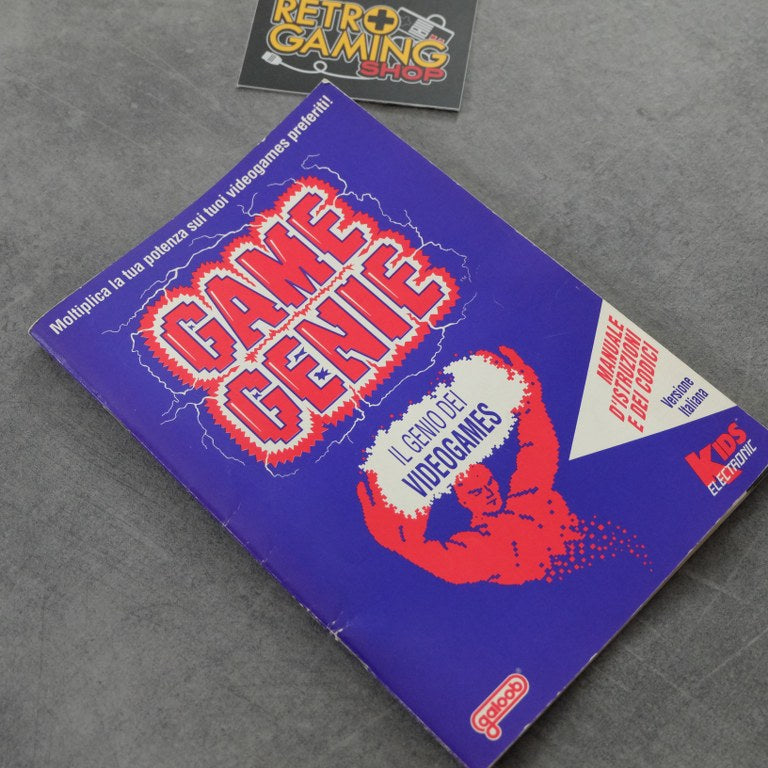 RETRO
GAMING
SHOP
Moltiplica la tua potenza sui tuoi videogames preferiti!
GAME
GENIE
IL GENIO DEI
VIDEOGAMES
MANUALE
D'ISTRUZIONI
E DEI CODICI
Versione
Italiana
KIDS
ELECTRONIC
galoob®